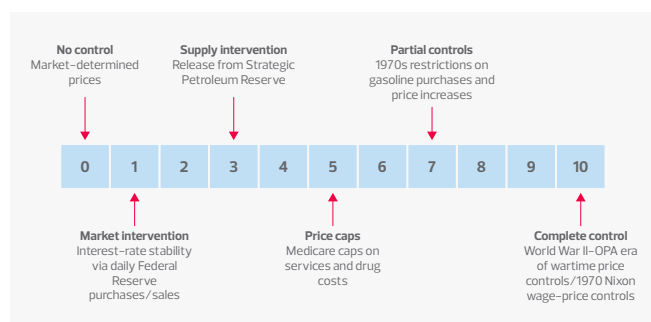 No control
Market-determined
prices
Supply intervention
Release from Strategic
Petroleum Reserve
Partial controls
1970s restrictions on
gasoline purchases and
price increases
0 1 2 3 4 5 6 7 8 9 10
Market intervention
Interest-rate stability
via daily Federal
Reserve
purchases/sales
Price caps
Medicare caps on
services and drug
costs
Complete control
World War II-OPA era
of wartime price
controls/1970 Nixon
wage-price controls